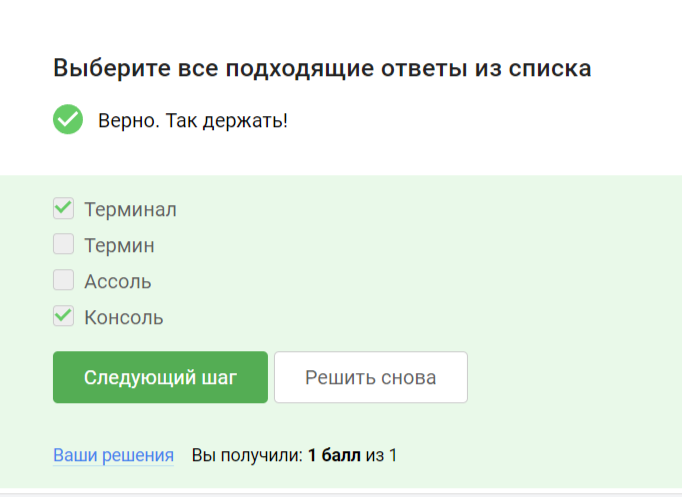 Выберите все подходящие ответы из списка
Верно. Так держать!
Терминал
Термин
Ассоль
Консоль
Следующий шаг Решить снова
Ваши решения Вы получили: 1 балл из 1